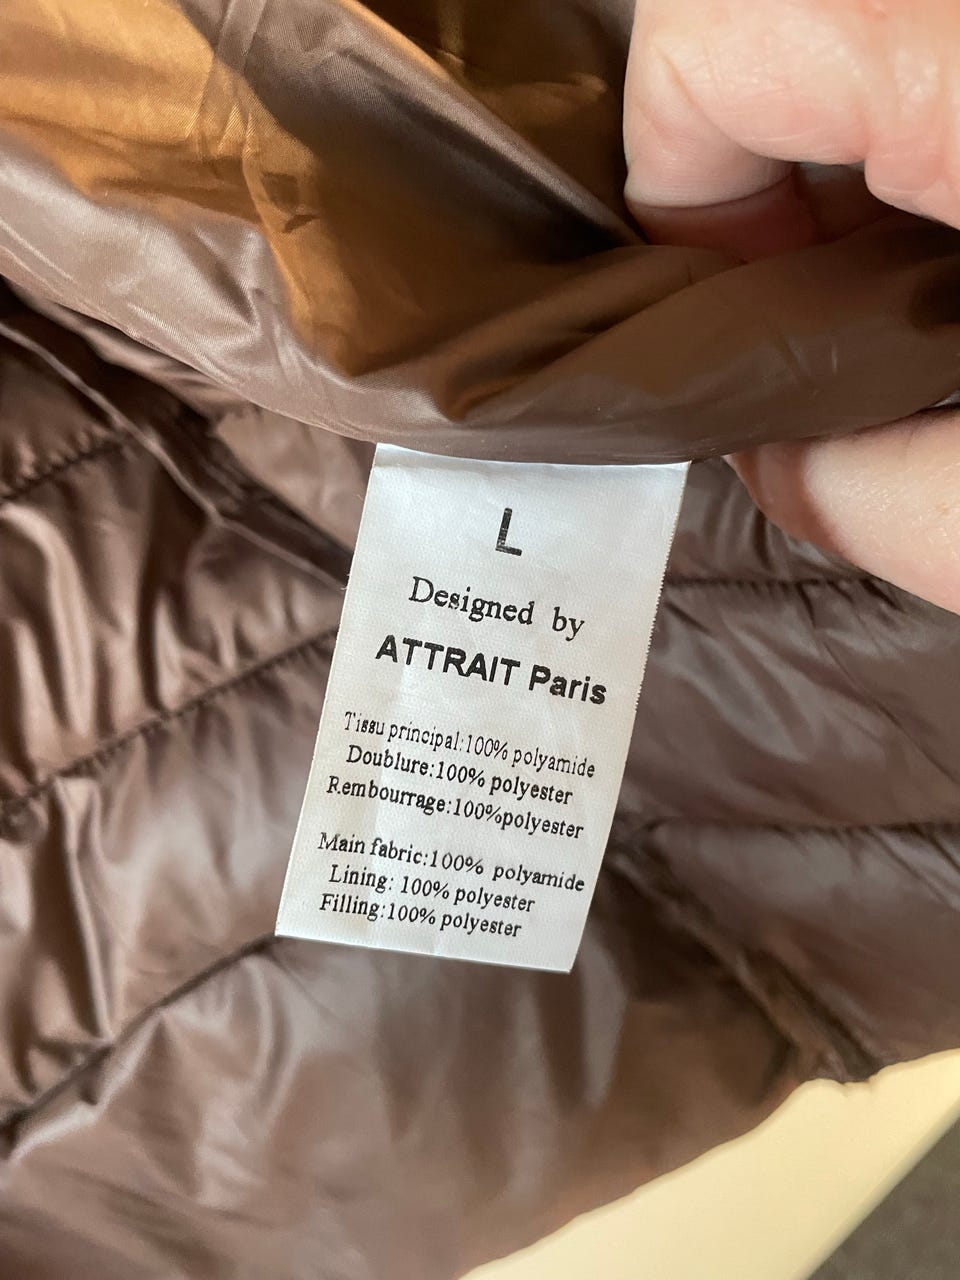 L
Designed by
ATTRAIT Paris
Tissu principal:100% polyamide
Doublure:100% polyester
Rembourrage:100%polyester
Main fabric:100% polyamide
Lining: 100% polyester
Filling:100% polyester